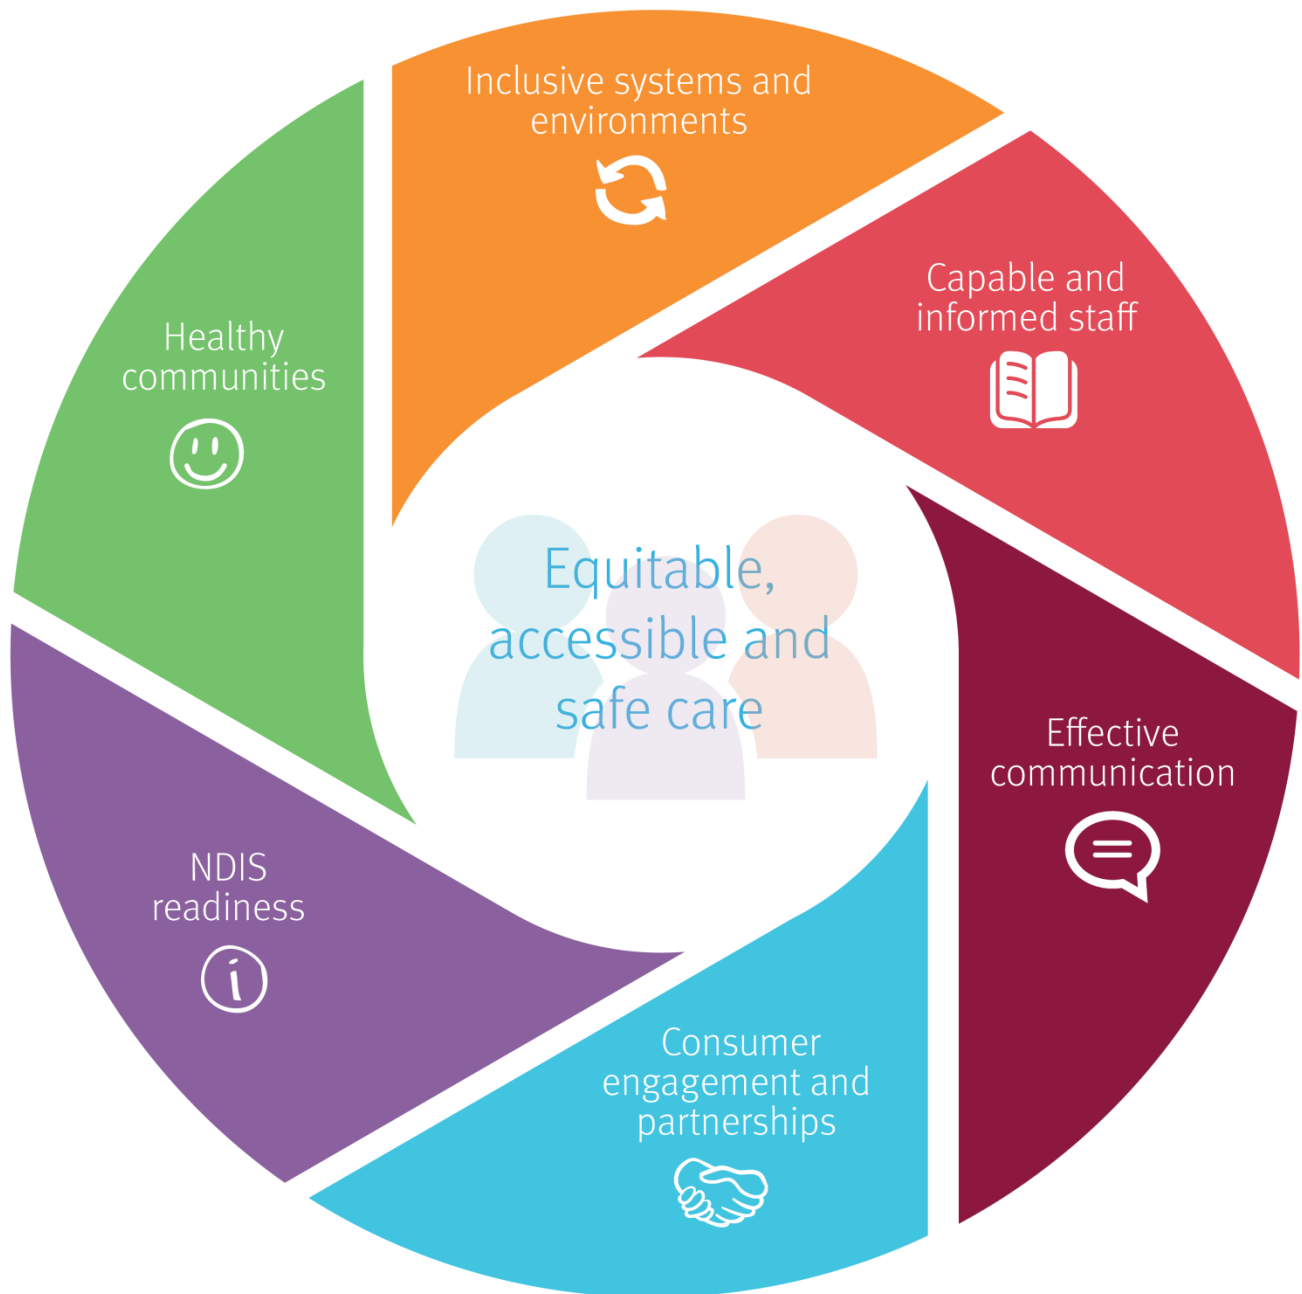 Inclusive systems and
environments
Capable and
informed staff
Effective
communication
Consumer
engagement and
partnerships
NDIS
readiness
i
Healthy
communities
Equitable,
accessible and
safe care